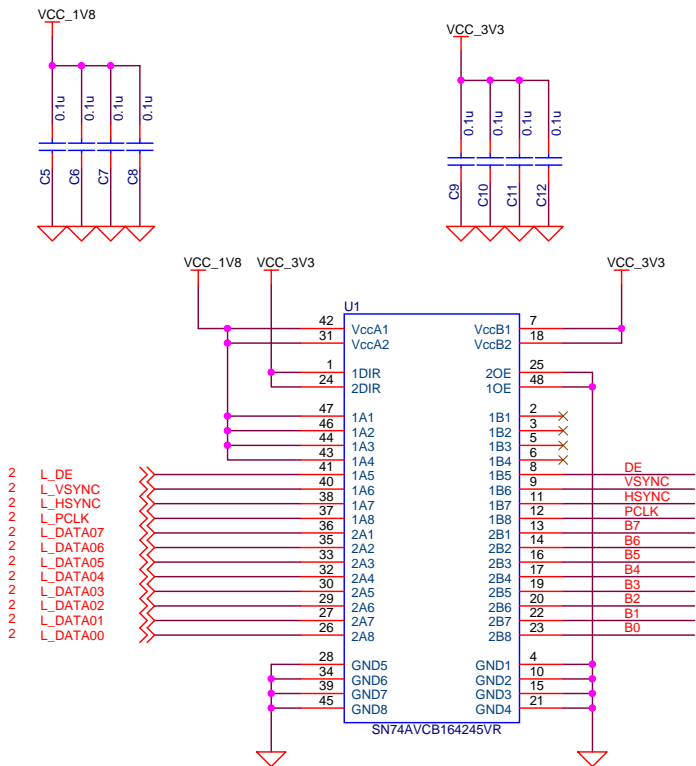 VCC_1V8
VCC_3V3
0.1u 0.1u 0.1u 0.1u
0.1u 0.1u 0.1u 0.1u
C5 C6 C7 C8
C9 C10 C11 C12
VCC_1V8 VCC_3V3
VCC_3V3
U1
42 VccA1 VccB1 7
31 VccA2 VccB2 18
1 1DIR 2OE 25
24 2DIR 1OE 48
47 1A1 1B1 2
46 1A2 1B2 3
44 1A3 1B3 5
43 1A4 1B4 6
2 L_DE 41 1A5 1B5 8 DE
2 L_VSYNC 40 1A6 1B6 9 VSYNC
2 L_HSYNC 38 1A7 1B7 11 HSYNC
2 L_PCLK 37 1A8 1B8 12 PCLK
2 L_DATA07 36 2A1 2B1 13 B7
2 L_DATA06 35 2A2 2B2 14 B6
2 L_DATA05 33 2A3 2B3 16 B5
2 L_DATA04 32 2A4 2B4 17 B4
2 L_DATA03 30 2A5 2B5 19 B3
2 L_DATA02 29 2A6 2B6 20 B2
2 L_DATA01 27 2A7 2B7 22 B1
2 L_DATA00 26 2A8 2B8 23 B0
28 GND5 GND1 4
34 GND6 GND2 10
39 GND7 GND3 15
45 GND8 GND4 21
SN74AVCB164245VR